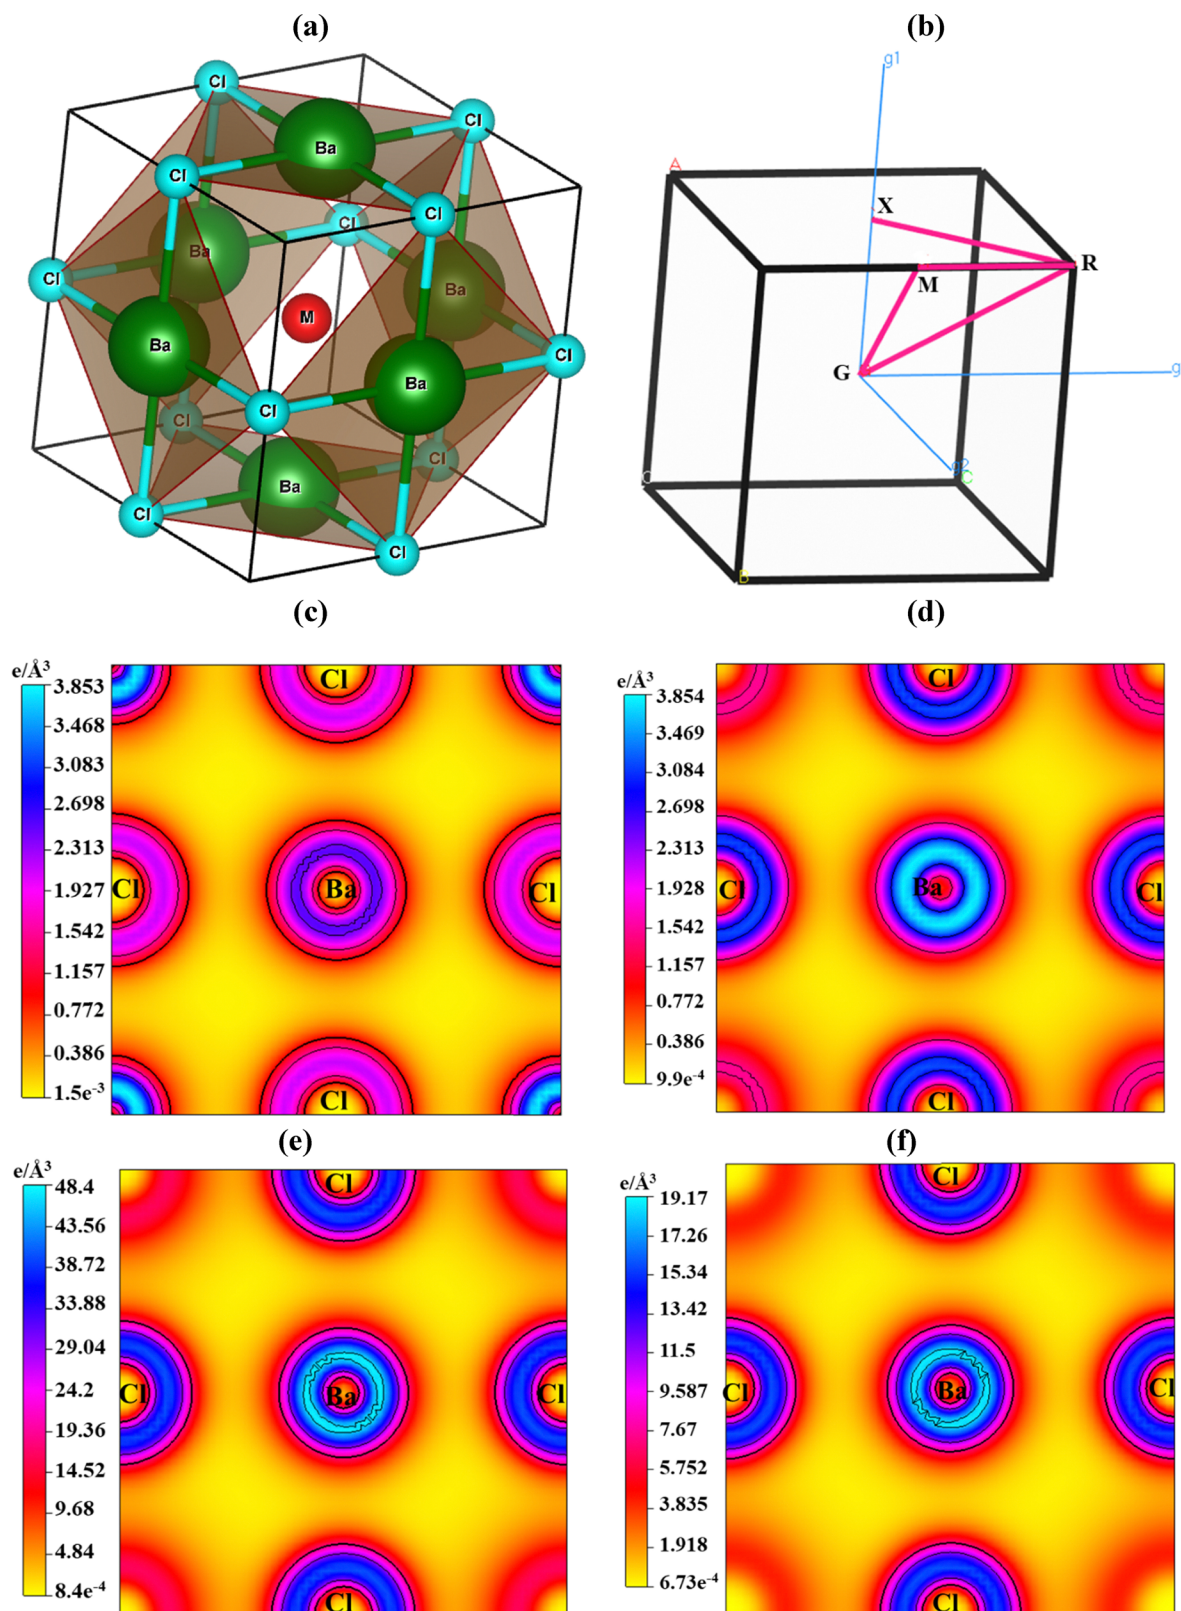 (a)
(b)
Cl
Cl
Ba
Cl
Cl
Cl
Ba
Cl
Ba
M
Ba
Cl
Ba
Cl
Cl
Cl
Ba
Cl
Cl
g1
A
X
R
M
G
g
g2
C
C
B
(c)
(d)
e/Å³
3.853
3.468
3.083
2.698
2.313
1.927
1.542
1.157
0.772
0.386
1.5e⁻³
Cl
Cl
Ba
Cl
Cl
e/Å³
3.854
3.469
3.084
2.698
2.313
1.928
1.542
1.157
0.772
0.386
9.9e⁻⁴
Cl
Cl
Ba
Cl
Cl
(e)
(f)
e/Å³
48.4
43.56
38.72
33.88
29.04
24.2
19.36
14.52
9.68
4.84
8.4e⁻⁴
Cl
Cl
Ba
Cl
Cl
e/Å³
19.17
17.26
15.34
13.42
11.5
9.587
7.67
5.752
3.835
1.918
6.73e⁻⁴
Cl
Cl
Ba
Cl
Cl